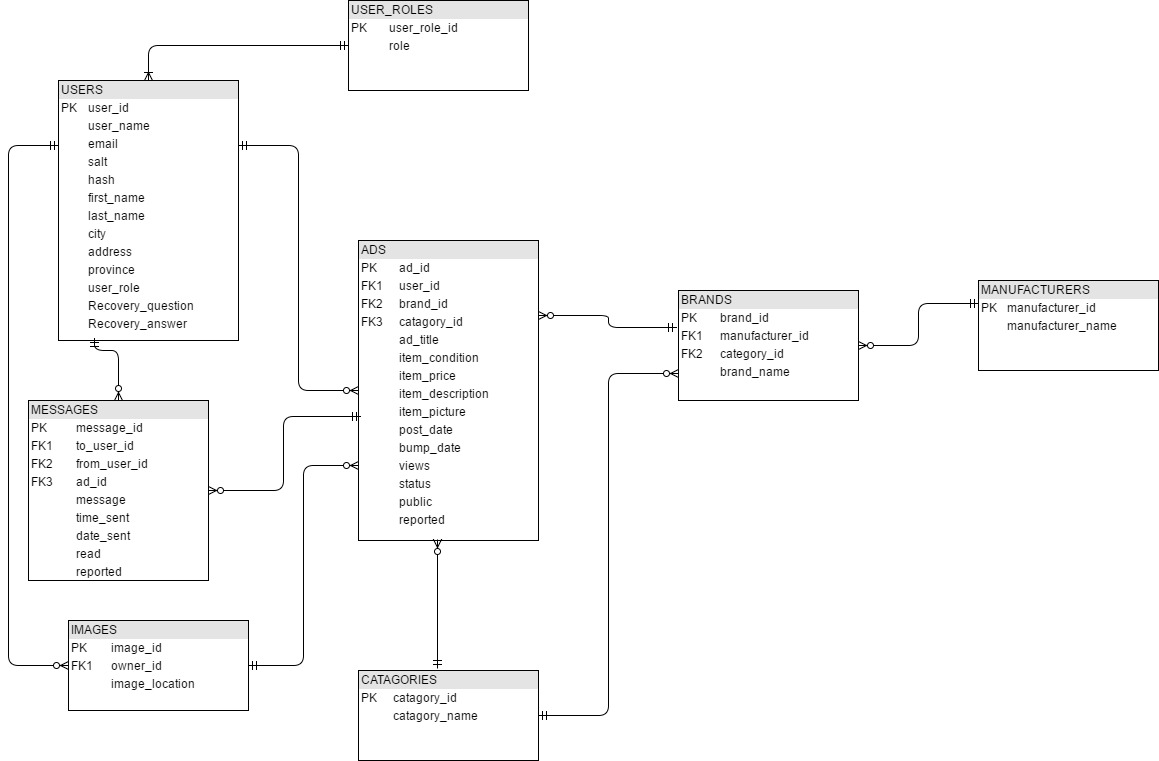 USER_ROLES
PK user_role_id
role
USERS
PK user_id
user_name
email
salt
hash
first_name
last_name
city
address
province
user_role
Recovery_question
Recovery_answer
ADS
PK ad_id
FK1 user_id
FK2 brand_id
FK3 catagory_id
ad_title
item_condition
item_price
item_description
item_picture
post_date
bump_date
views
status
public
reported
BRANDS
PK brand_id
FK1 manufacturer_id
FK2 category_id
brand_name
MANUFACTURERS
PK manufacturer_id
manufacturer_name
MESSAGES
PK message_id
FK1 to_user_id
FK2 from_user_id
FK3 ad_id
message
time_sent
date_sent
read
reported
IMAGES
PK image_id
FK1 owner_id
image_location
CATAGORIES
PK catagory_id
catagory_name